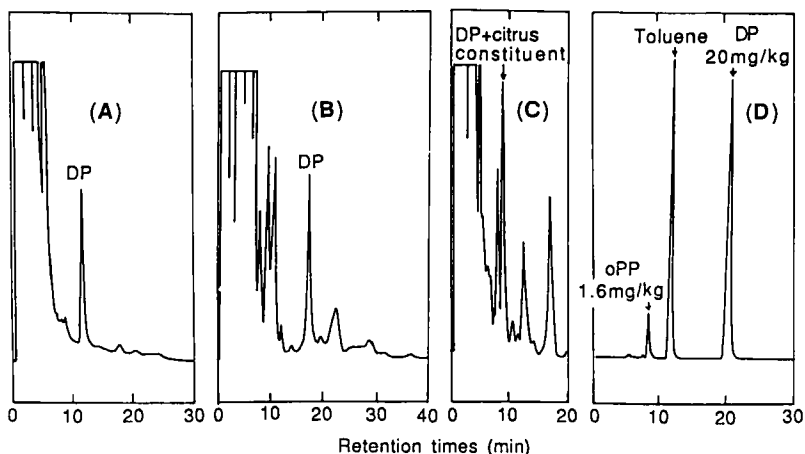 (A)
DP
0 10 20 30
(B)
DP
0 10 20 30 40
DP+citrus
constituent
(C)
0 10 20
Toluene
DP
20mg/kg
(D)
oPP
1.6mg/kg
0 10 20 30
Retention times (min)